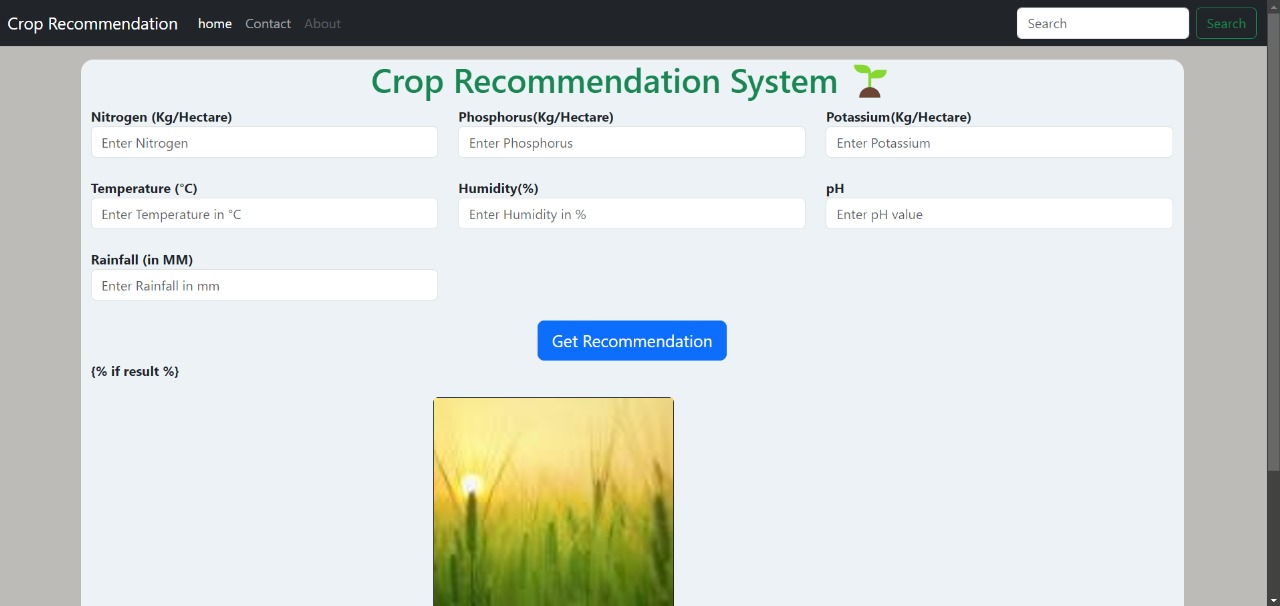 Crop Recommendation home Contact About Search Search
Crop Recommendation System
Nitrogen (Kg/Hectare) Phosphorus(Kg/Hectare) Potassium(Kg/Hectare)
Enter Nitrogen Enter Phosphorus Enter Potassium
Temperature (°C) Humidity(%) pH
Enter Temperature in °C Enter Humidity in % Enter pH value
Rainfall (in MM)
Enter Rainfall in mm
Get Recommendation
{% if result %}